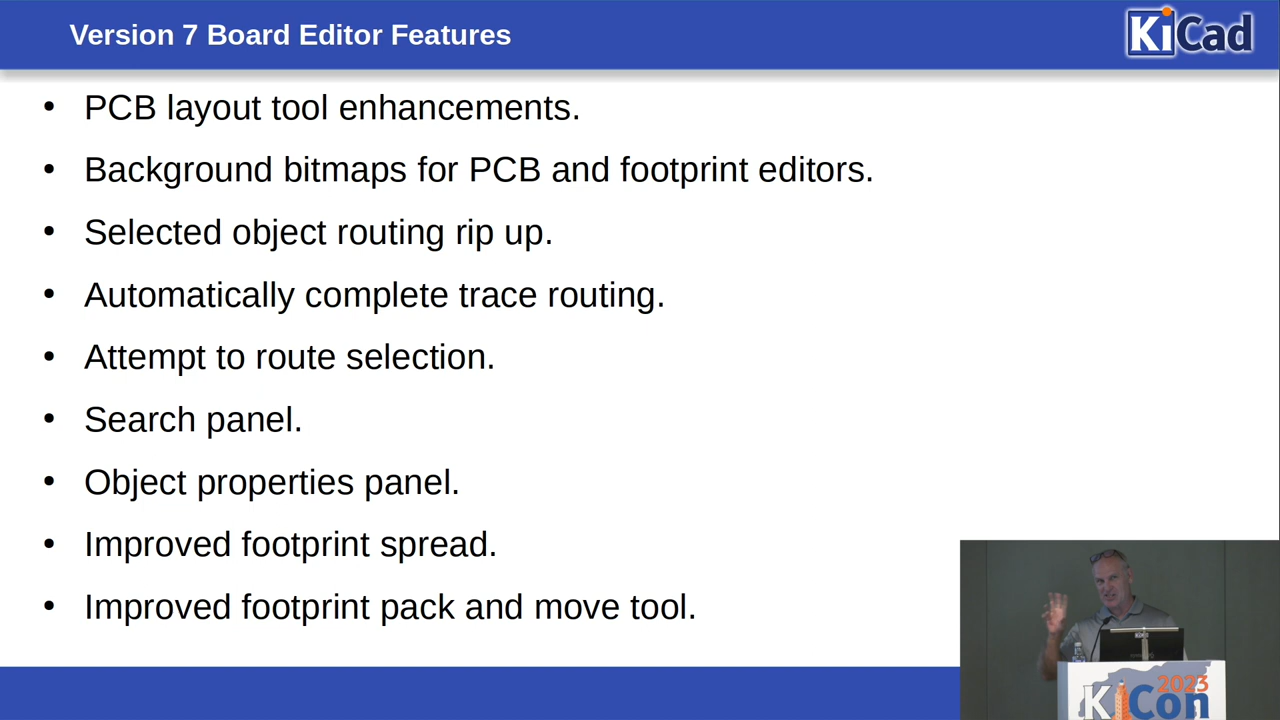 Version 7 Board Editor Features
KiCad
• PCB layout tool enhancements.
• Background bitmaps for PCB and footprint editors.
• Selected object routing rip up.
• Automatically complete trace routing.
• Attempt to route selection.
• Search panel.
• Object properties panel.
• Improved footprint spread.
• Improved footprint pack and move tool.
2023
KiCon